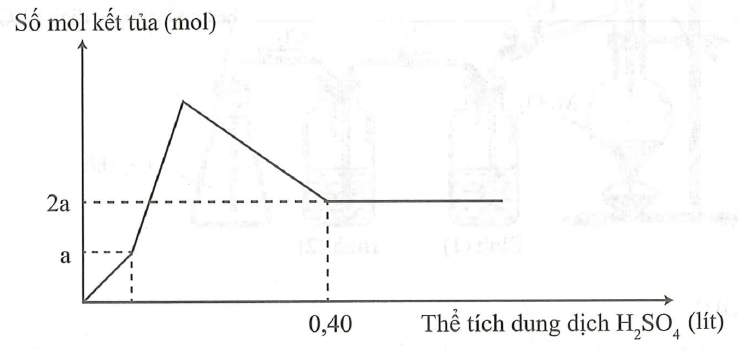 Số mol kết tủa (mol)
2a
a
0,40
Thể tích dung dịch H₂SO₄ (lít)